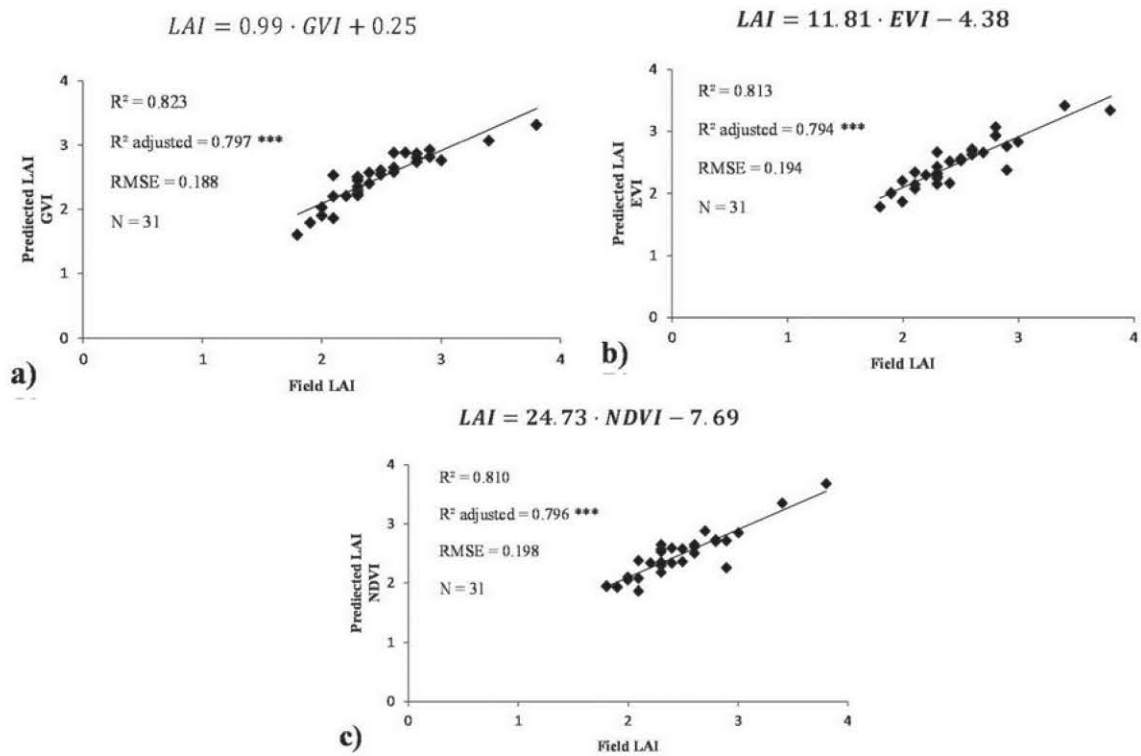 LAI = 0.99 · GVI + 0.25
4
R² = 0.823
R² adjusted = 0.797 ***
3
RMSE = 0.188
2
N = 31
1
0
Prediected LAI
GVI
0 1 2 3 4
Field LAI
a)
LAI = 11.81 · EVI − 4.38
4
R² = 0.813
3
R² adjusted = 0.794 ***
RMSE = 0.194
2
N = 31
1
0
Prediected LAI
EVI
0 1 2 3 4
Field LAI
b)
LAI = 24.73 · NDVI − 7.69
4
R² = 0.810
R² adjusted = 0.796 ***
3
RMSE = 0.198
2
N = 31
1
0
Prediected LAI
NDVI
0 1 2 3 4
Field LAI
c)